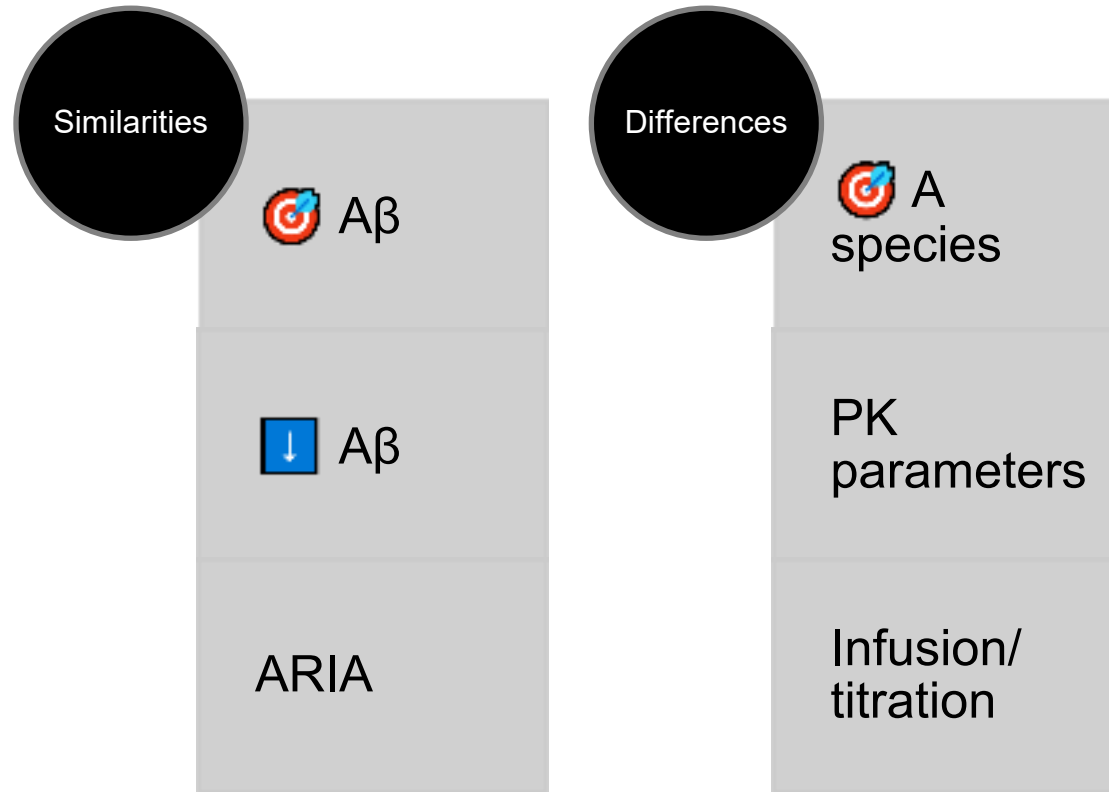 Similarities
🎯 Aβ
⬇ Aβ
ARIA
Differences
🎯 A
species
PK
parameters
Infusion/
titration